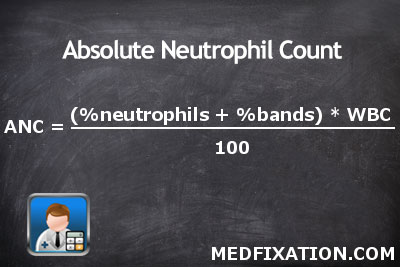 Absolute Neutrophil Count
ANC = (%neutrophils + %bands) * WBC
100
MEDFIXATION.COM